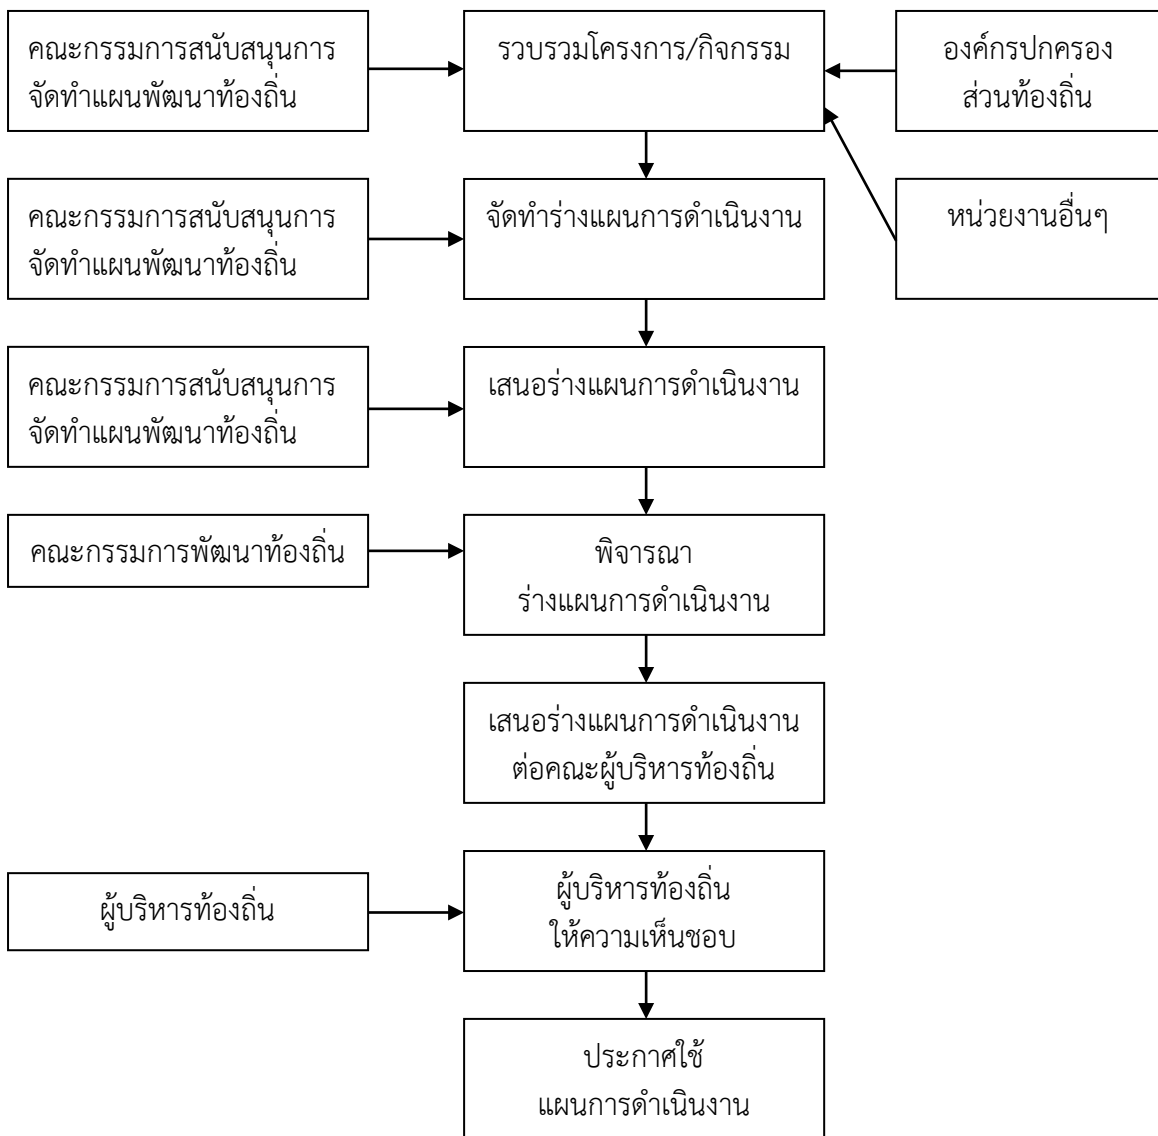 คณะกรรมการสนับสนุนการ
จัดทำแผนพัฒนาท้องถิ่น
รวบรวมโครงการ/กิจกรรม
องค์กรปกครอง
ส่วนท้องถิ่น
คณะกรรมการสนับสนุนการ
จัดทำแผนพัฒนาท้องถิ่น
จัดทำร่างแผนการดำเนินงาน
หน่วยงานอื่นๆ
คณะกรรมการสนับสนุนการ
จัดทำแผนพัฒนาท้องถิ่น
เสนอร่างแผนการดำเนินงาน
คณะกรรมการพัฒนาท้องถิ่น
พิจารณา
ร่างแผนการดำเนินงาน
เสนอร่างแผนการดำเนินงาน
ต่อคณะผู้บริหารท้องถิ่น
ผู้บริหารท้องถิ่น
ผู้บริหารท้องถิ่น
ให้ความเห็นชอบ
ประกาศใช้
แผนการดำเนินงาน